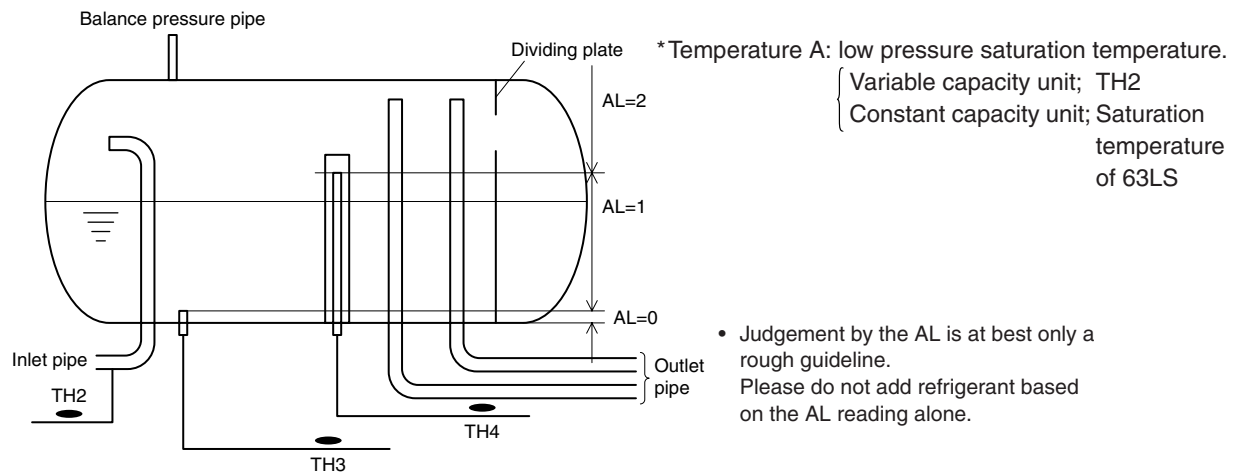 Balance pressure pipe
Dividing plate
AL=2
AL=1
AL=0
Inlet pipe
TH2
TH3
TH4
Outlet
pipe
*Temperature A: low pressure saturation temperature.
Variable capacity unit; TH2
Constant capacity unit; Saturation
temperature
of 63LS
• Judgement by the AL is at best only a
rough guideline.
Please do not add refrigerant based
on the AL reading alone.